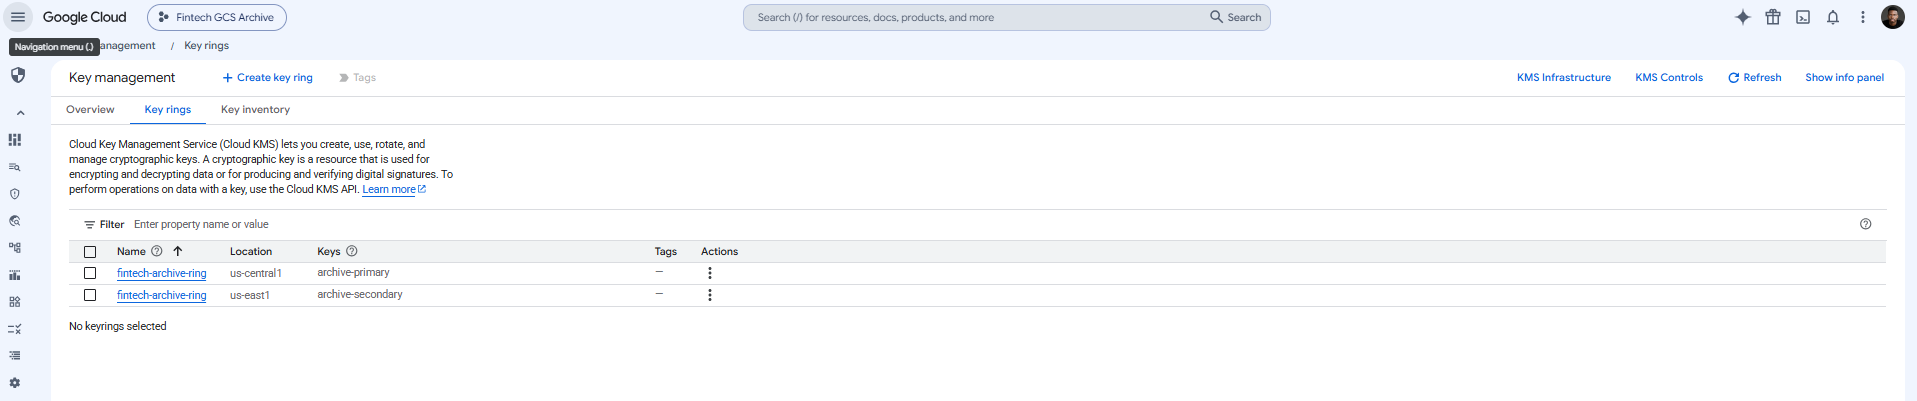 Google Cloud
Fintech GCS Archive
Search (/) for resources, docs, products, and more
Search
Navigation menu (.)
anagement / Key rings
Key management
Create key ring
Tags
KMS Infrastructure
KMS Controls
Refresh
Show info panel
Overview
Key rings
Key inventory
Cloud Key Management Service (Cloud KMS) lets you create, use, rotate, and
manage cryptographic keys. A cryptographic key is a resource that is used for
encrypting and decrypting data or for producing and verifying digital signatures. To
perform operations on data with a key, use the Cloud KMS API. Learn more
Filter Enter property name or value
Name Location Keys Tags Actions
fintech-archive-ring us-central1 archive-primary —
fintech-archive-ring us-east1 archive-secondary —
No keyrings selected